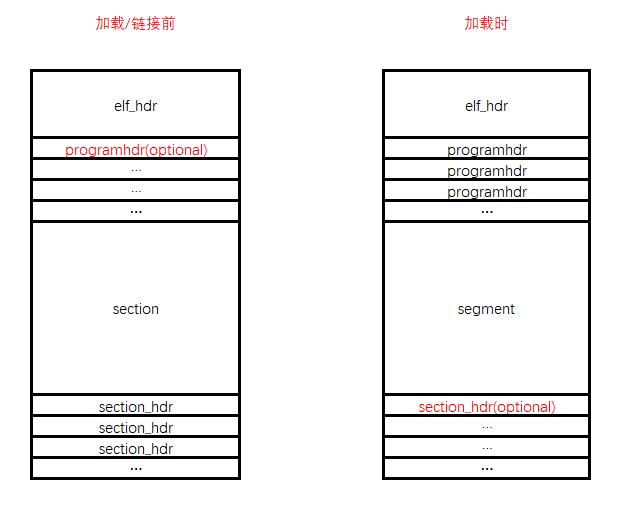 加载/链接前
elf_hdr
programhdr(optional)
...
...
...
section
section_hdr
section_hdr
section_hdr
...
加载时
elf_hdr
programhdr
programhdr
programhdr
...
segment
section_hdr(optional)
...
...
...